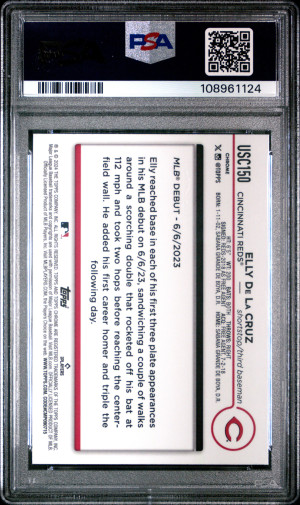 PSA
108961124
USC150
CHROME
@TOPPS
ELLY DE LA CRUZ
CINCINNATI REDS® — shortstop/third baseman
MLB® DEBUT • 6/6/2023
Elly reached base in each of his first three plate appearances
in his MLB debut on 6/6/23, sandwiching a couple of walks
around a scorching double that rocketed off his bat at
112 mph and took two hops before reaching the center-
field wall. He added his first career homer and triple the
following day.
Topps